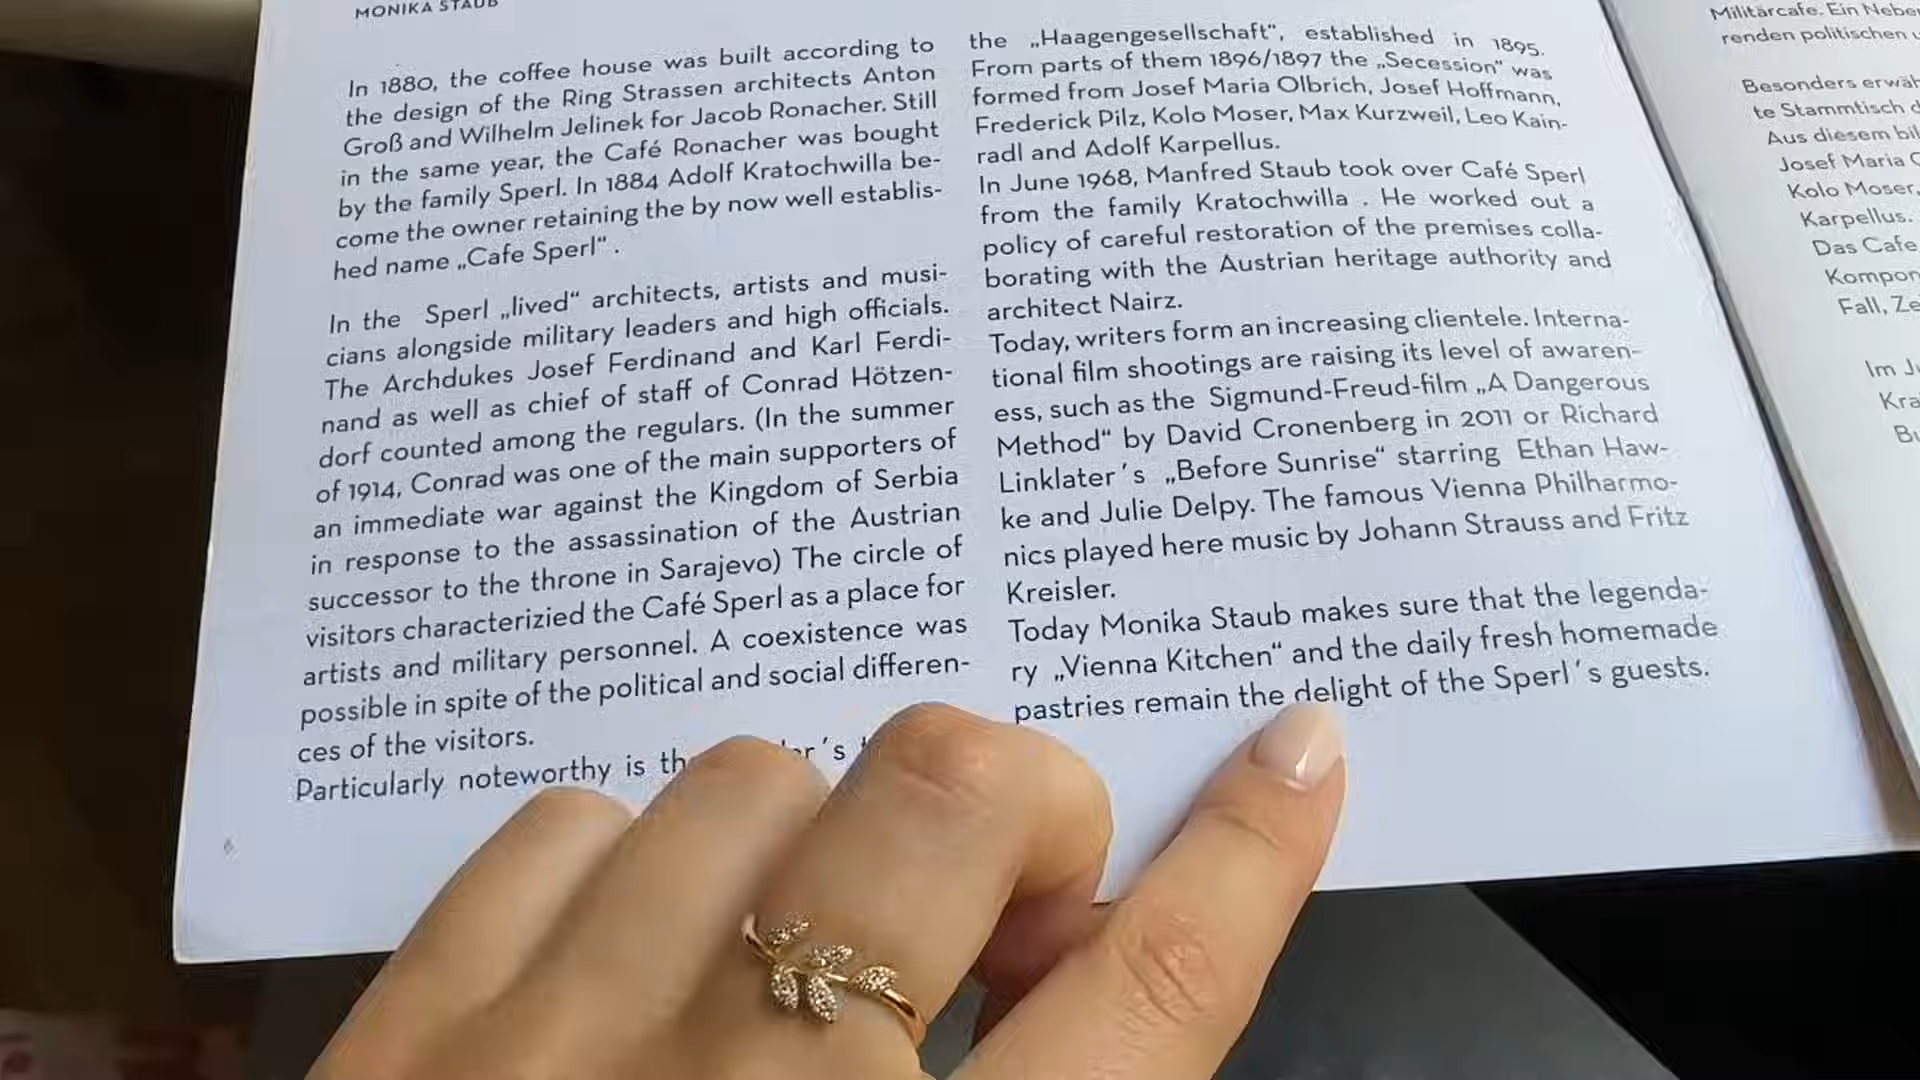 MONIKA STAUB
In 1880, the coffee house was built according to
the design of the Ring Strassen architects Anton
Groß and Wilhelm Jelinek for Jacob Ronacher. Still
in the same year, the Café Ronacher was bought
by the family Sperl. In 1884 Adolf Kratochwilla be-
come the owner retaining the by now well establis-
hed name „Cafe Sperl“ .
In the Sperl „lived“ architects, artists and musi-
cians alongside military leaders and high officials.
The Archdukes Josef Ferdinand and Karl Ferdi-
nand as well as chief of staff of Conrad Hötzen-
dorf counted among the regulars. (In the summer
of 1914, Conrad was one of the main supporters of
an immediate war against the Kingdom of Serbia
in response to the assassination of the Austrian
successor to the throne in Sarajevo) The circle of
visitors characterizied the Café Sperl as a place for
artists and military personnel. A coexistence was
possible in spite of the political and social differen-
ces of the visitors.
Particularly noteworthy is
6
the „Haagengesellschaft“, established in 1895.
From parts of them 1896/1897 the „Secession“ was
formed from Josef Maria Olbrich, Josef Hoffmann,
Frederick Pilz, Kolo Moser, Max Kurzweil, Leo Kain-
radl and Adolf Karpellus.
In June 1968, Manfred Staub took over Café Sperl
from the family Kratochwilla . He worked out a
policy of careful restoration of the premises colla-
borating with the Austrian heritage authority and
architect Nairz.
Today, writers form an increasing clientele. Interna-
tional film shootings are raising its level of awaren-
ess, such as the Sigmund-Freud-film „A Dangerous
Method“ by David Cronenberg in 2011 or Richard
Linklater´s „Before Sunrise“ starring Ethan Haw-
ke and Julie Delpy. The famous Vienna Philharmo-
nics played here music by Johann Strauss and Fritz
Kreisler.
Today Monika Staub makes sure that the legenda-
ry „Vienna Kitchen“ and the daily fresh homemade
pastries remain the delight of the Sperl´s guests.
Militärcafe. Ein Nebe
renden politischen
Besonders erwäh
te Stammtisch d
Aus diesem bil
Josef Maria
Kolo Moser,
Karpellus.
Das Cafe
Kompon
Fall, Ze
Im J
Kra